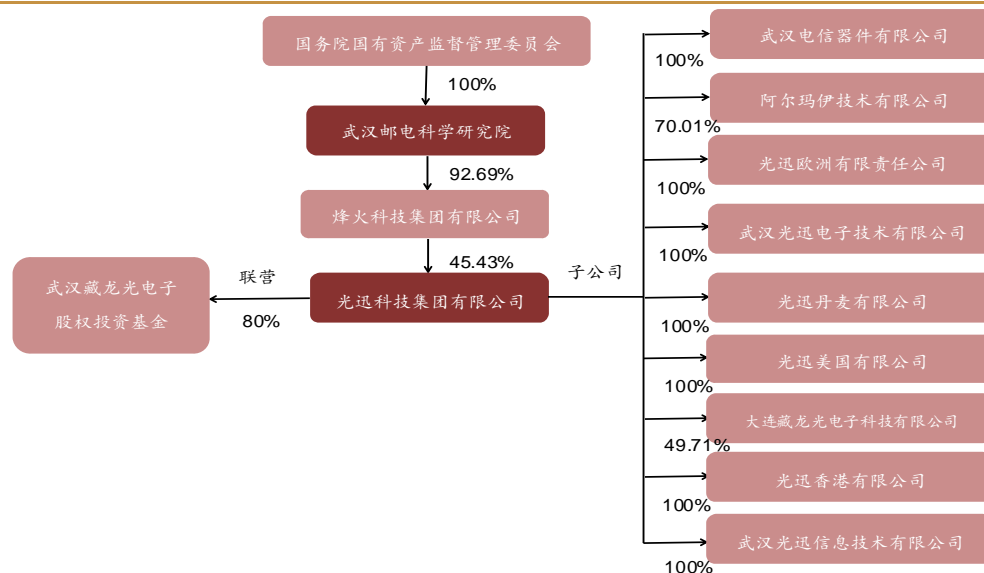 国务院国有资产监督管理委员会
100%
武汉邮电科学研究院
92.69%
烽火科技集团有限公司
45.43%
光迅科技集团有限公司
联营
80%
武汉藏龙光电子
股权投资基金
子公司
武汉电信器件有限公司
100%
阿尔玛伊技术有限公司
70.01%
光迅欧洲有限责任公司
100%
武汉光迅电子技术有限公司
100%
光迅丹麦有限公司
100%
光迅美国有限公司
100%
大连藏龙光电子科技有限公司
49.71%
光迅香港有限公司
100%
武汉光迅信息技术有限公司
100%